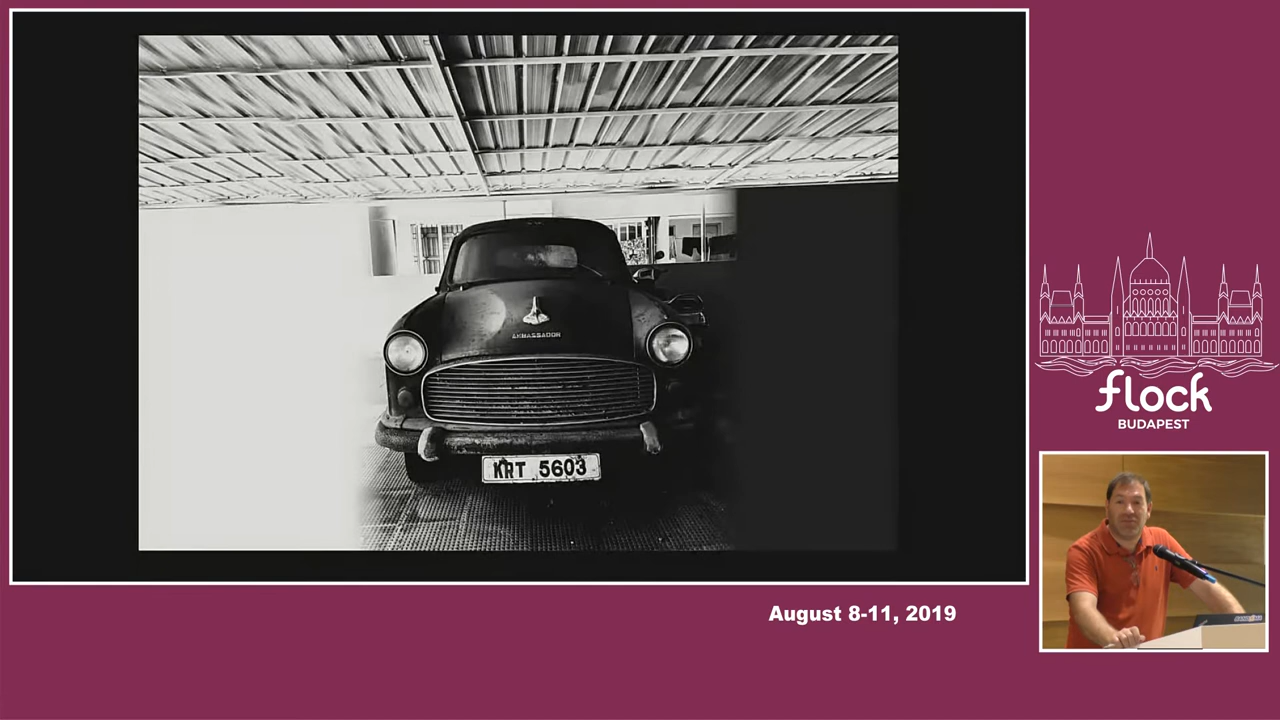 AMBASSADOR
KRT 5603
flock
BUDAPEST
August 8-11, 2019